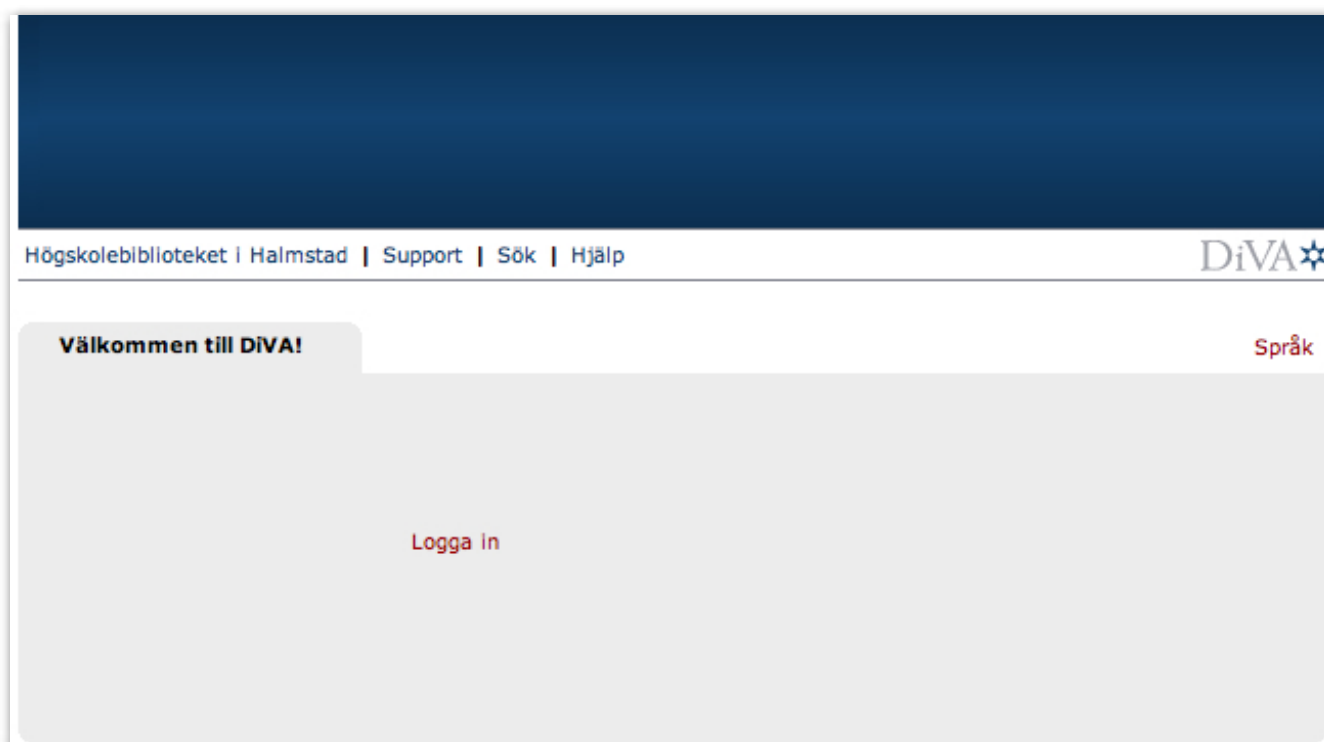 Högskolebiblioteket i Halmstad | Support | Sök | Hjälp
DiVA
Välkommen till DiVA!
Språk
Logga in